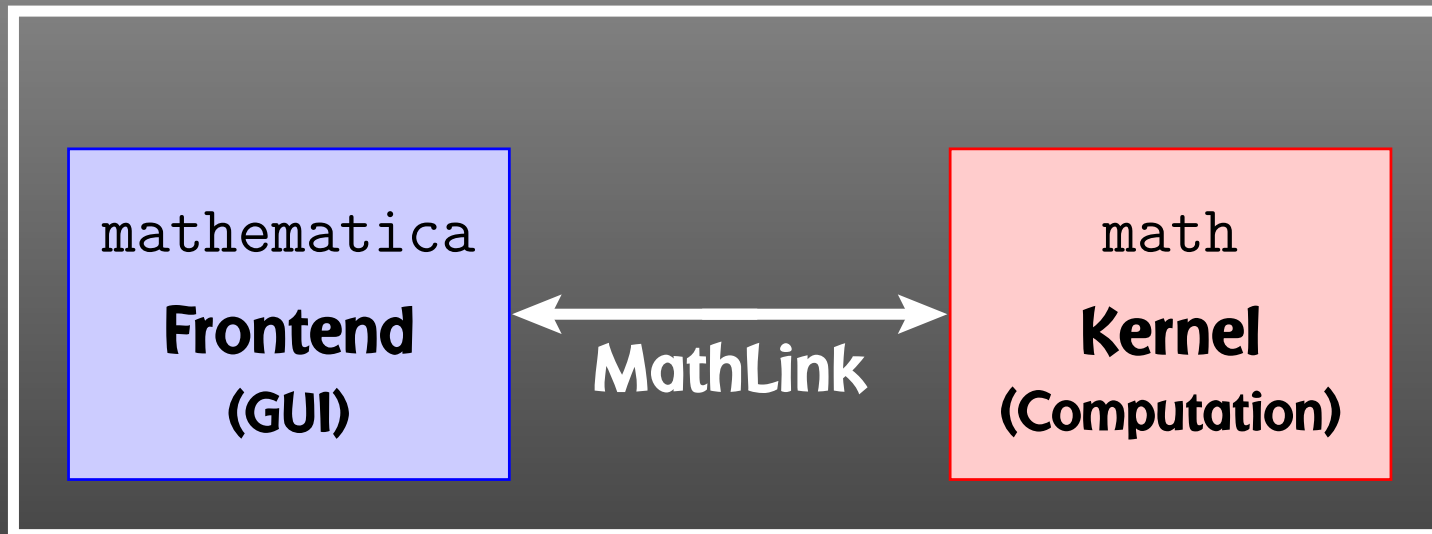 mathematica
Frontend
(GUI)
MathLink
math
Kernel
(Computation)